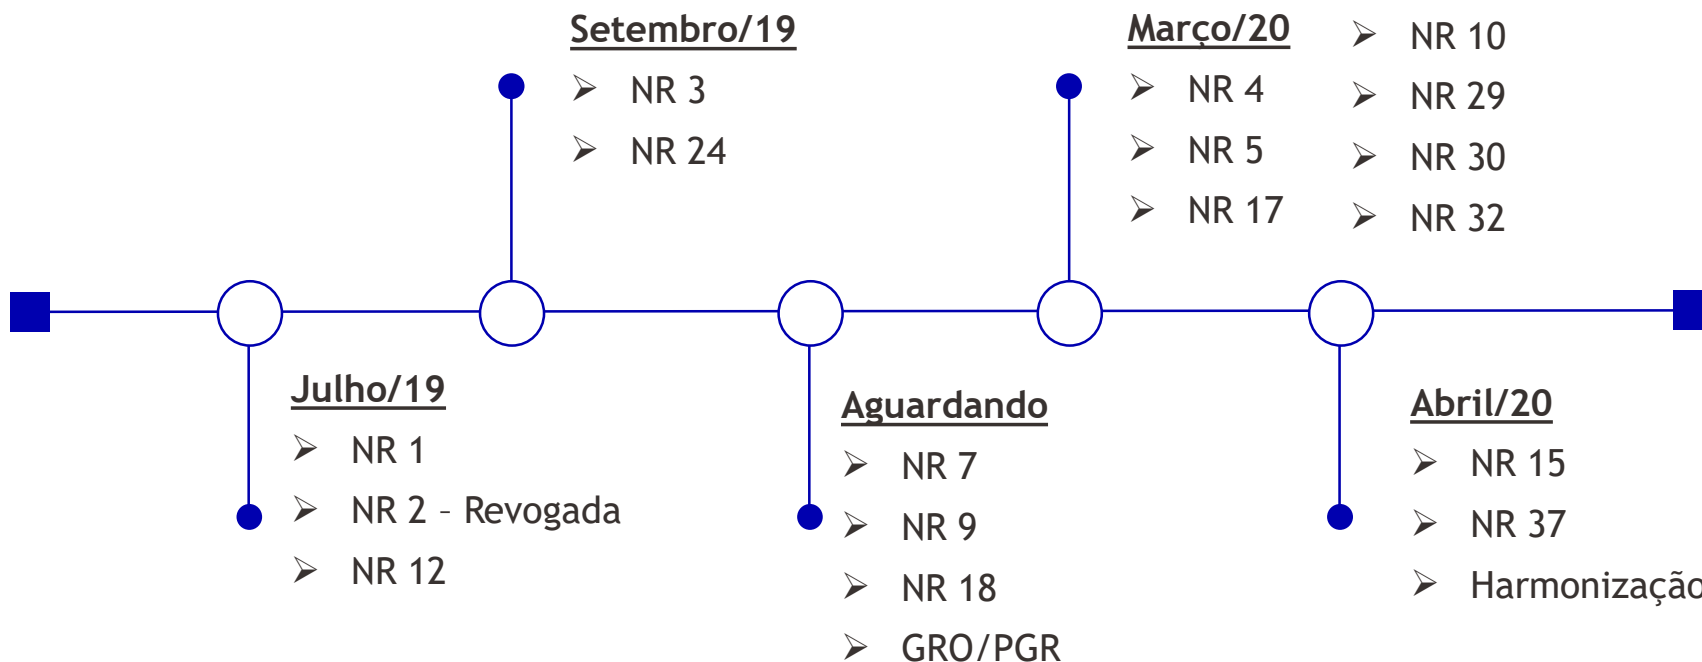 Julho/19
NR 1
NR 2 – Revogada
NR 12
Setembro/19
NR 3
NR 24
Aguardando
NR 7
NR 9
NR 18
GRO/PGR
Março/20
NR 4
NR 5
NR 17
NR 10
NR 29
NR 30
NR 32
Abril/20
NR 15
NR 37
Harmonização